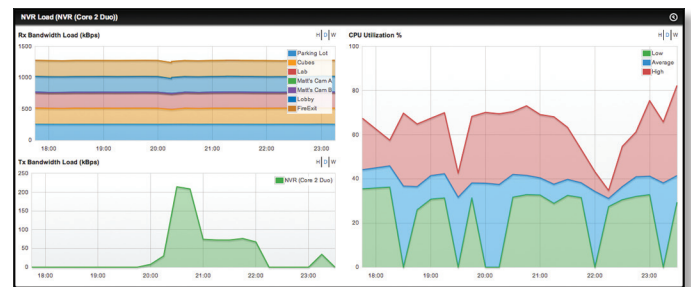 NVR Load (NVR (Core 2 Duo))
Rx Bandwidth Load (kBps)
H D W
1500
1000
500
0
Parking Lot
Cubes
Lab
Matt's Cam A
Matt's Cam B
Lobby
FireExit
18:00 19:00 20:00 21:00 22:00 23:00
Tx Bandwidth Load (kBps)
H D W
250
200
150
100
50
0
NVR (Core 2 Duo)
18:00 19:00 20:00 21:00 22:00 23:00
CPU Utilization %
H D W
100
80
60
40
20
0
Low
Average
High
18:00 19:00 20:00 21:00 22:00 23:00